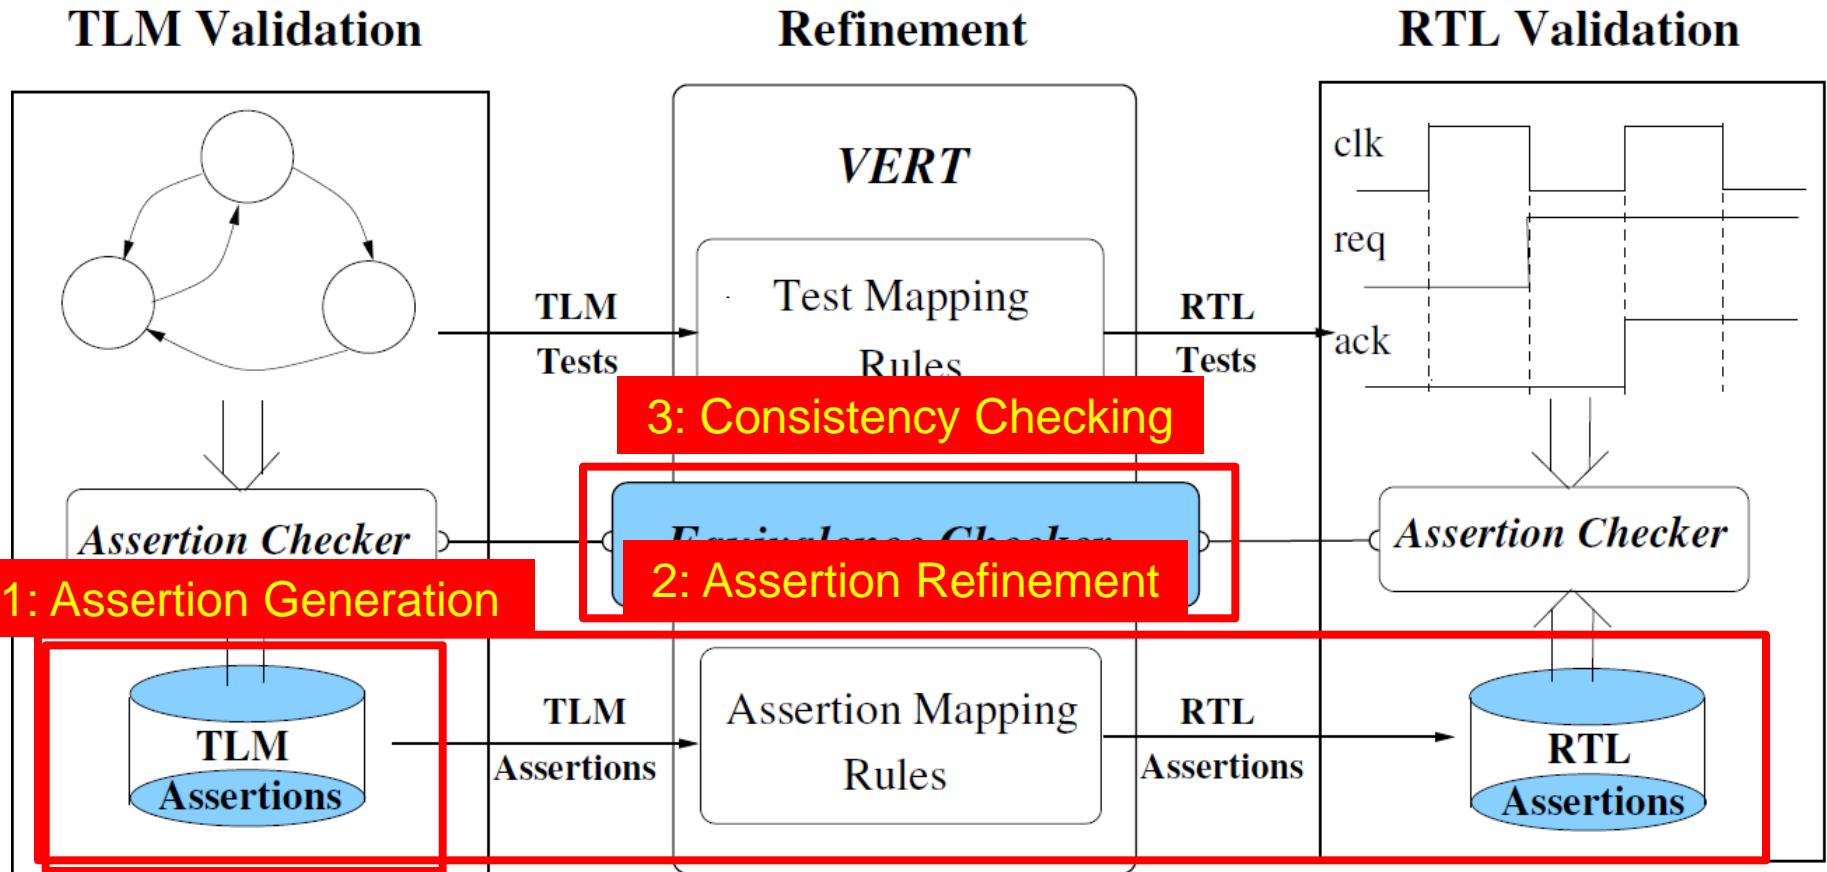 TLM Validation
Refinement
RTL Validation
VERT
clk
req
ack
TLM
Tests
Test Mapping
Rules
RTL
Tests
3: Consistency Checking
Assertion Checker
Equivalence Checker
Assertion Checker
1: Assertion Generation
2: Assertion Refinement
TLM
Assertions
TLM
Assertions
Assertion Mapping
Rules
RTL
Assertions
RTL
Assertions